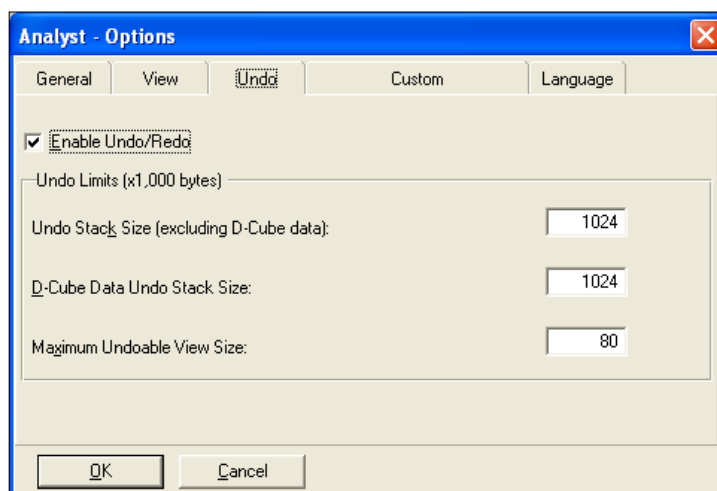 Analyst - Options
General View Undo Custom Language
Enable Undo/Redo
Undo Limits (x1,000 bytes)
Undo Stack Size (excluding D-Cube data): 1024
D-Cube Data Undo Stack Size: 1024
Maximum Undoable View Size: 80
OK Cancel